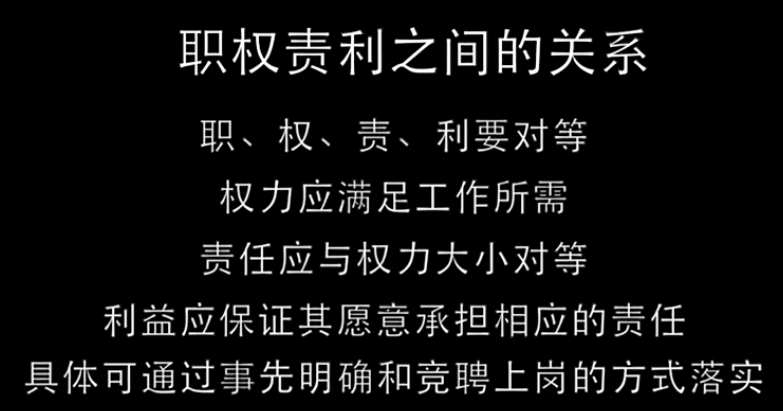 职权责利之间的关系
职、权、责、利要对等
权力应满足工作所需
责任应与权力大小对等
利益应保证其愿意承担相应的责任
具体可通过事先明确和竞聘上岗的方式落实